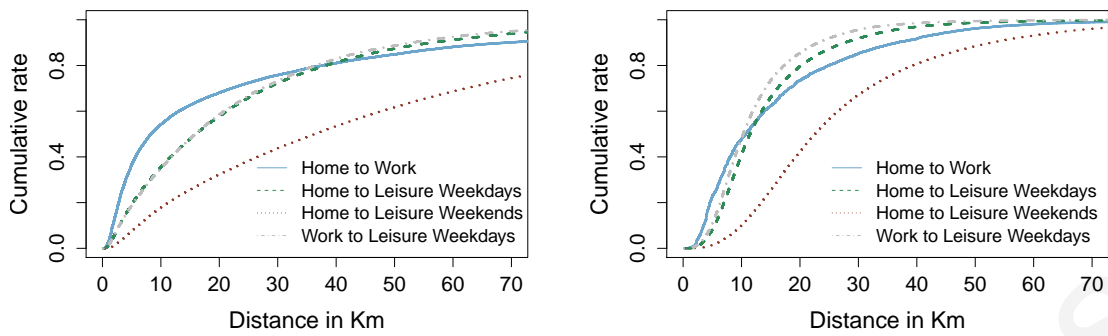 Cumulative rate
0.8
0.4
0.0
Home to Work
Home to Leisure Weekdays
Home to Leisure Weekends
Work to Leisure Weekdays
0 10 20 30 40 50 60 70
Distance in Km
Cumulative rate
0.8
0.4
0.0
Home to Work
Home to Leisure Weekdays
Home to Leisure Weekends
Work to Leisure Weekdays
0 10 20 30 40 50 60 70
Distance in Km